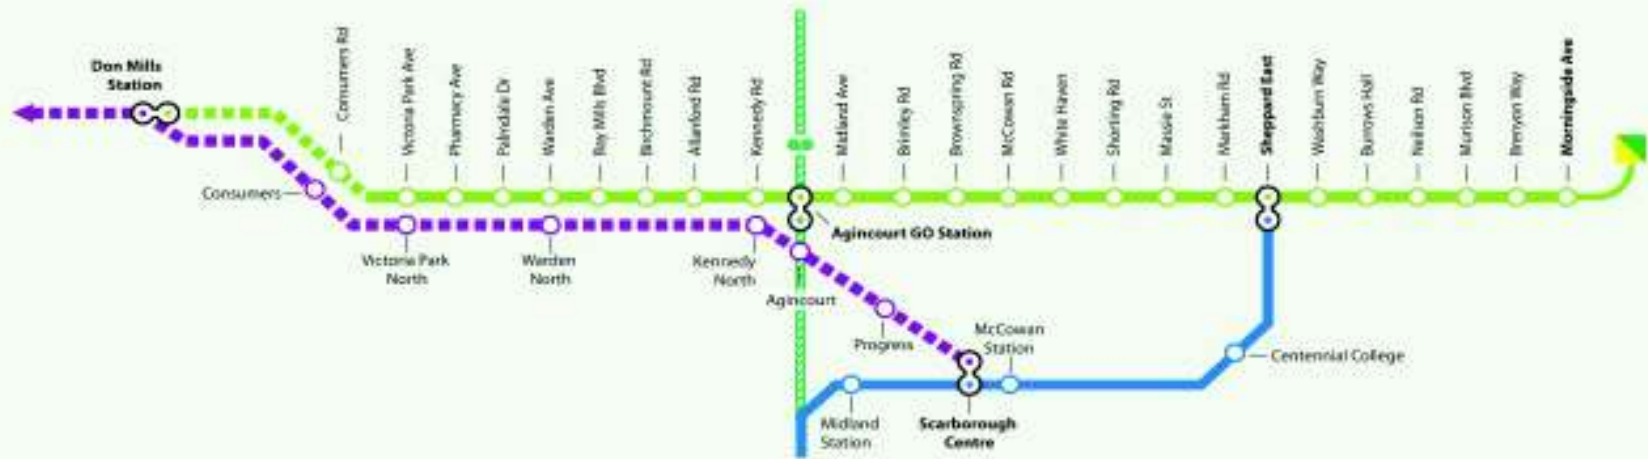 Don Mills
Station
Consumers Rd
Victoria Park Ave
Pharmacy Ave
Palmdale Dr
Warden Ave
Bay Mills Blvd
Birchmount Rd
Allanford Rd
Kennedy Rd
Midland Ave
Brimley Rd
Brownspring Rd
McCowan Rd
White Haven
Shorting Rd
Massie St
Markham Rd
Sheppard East
Washburn Way
Burrows Hall
Neilson Rd
Murison Blvd
Brenyon Way
Morningside Ave
Consumers
Agincourt GO Station
Victoria Park
North
Warden
North
Kennedy
North
Agincourt
Progress
McCowan
Station
Centennial College
Midland
Station
Scarborough
Centre